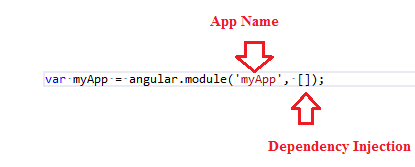 App Name
var myApp = angular.module('myApp', []);
Dependency Injection